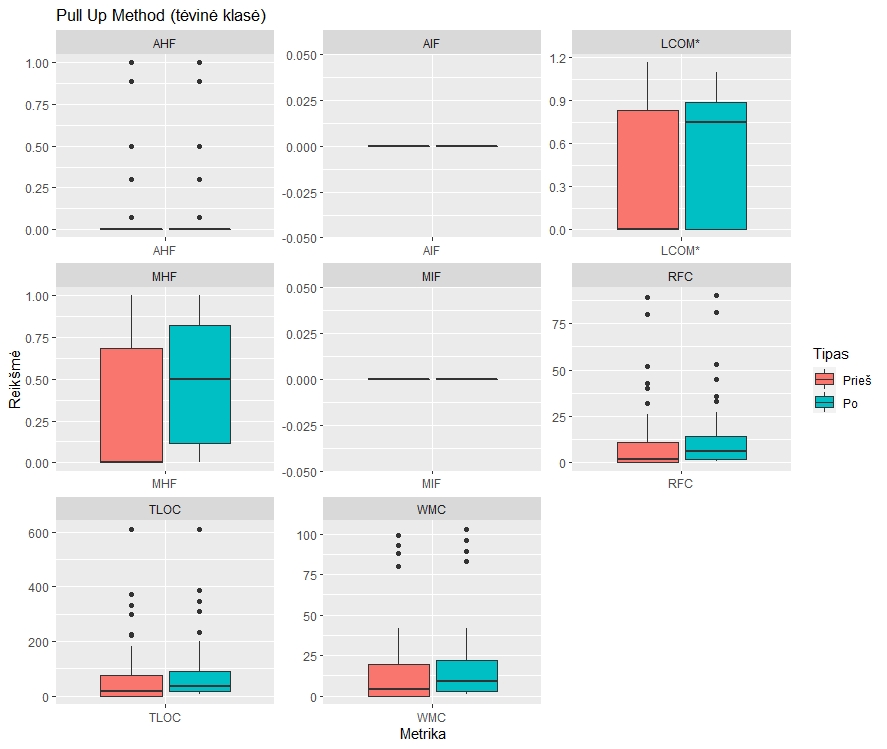 Pull Up Method (tėvinė klasė)
AHF
AIF
LCOM*
1.00
0.75
0.50
0.25
0.00
0.050
0.025
0.000
-0.025
-0.050
1.2
0.9
0.6
0.3
0.0
AHF
AIF
LCOM*
MHF
MIF
RFC
1.00
0.75
0.50
0.25
0.00
0.050
0.025
0.000
-0.025
-0.050
75
50
25
0
MHF
MIF
RFC
TLOC
WMC
600
400
200
0
100
75
50
25
0
TLOC
WMC
Metrika
Reikšmė
Tipas
Prieš
Po